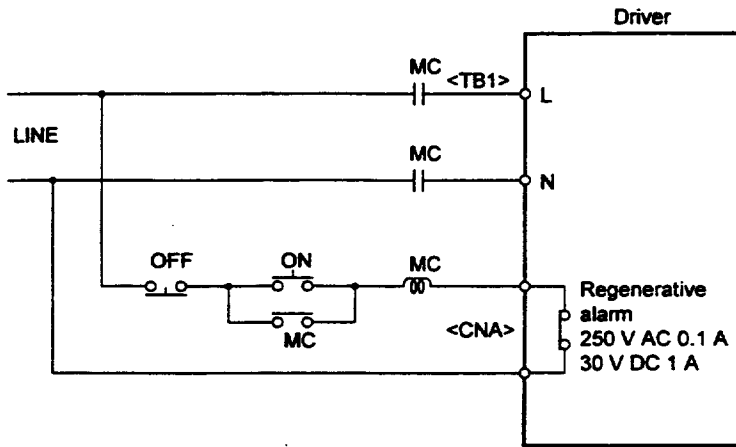 Driver
MC
<TB1>
L
LINE
MC
N
OFF
ON
MC
MC
<CNA>
Regenerative
alarm
250 V AC 0.1 A
30 V DC 1 A